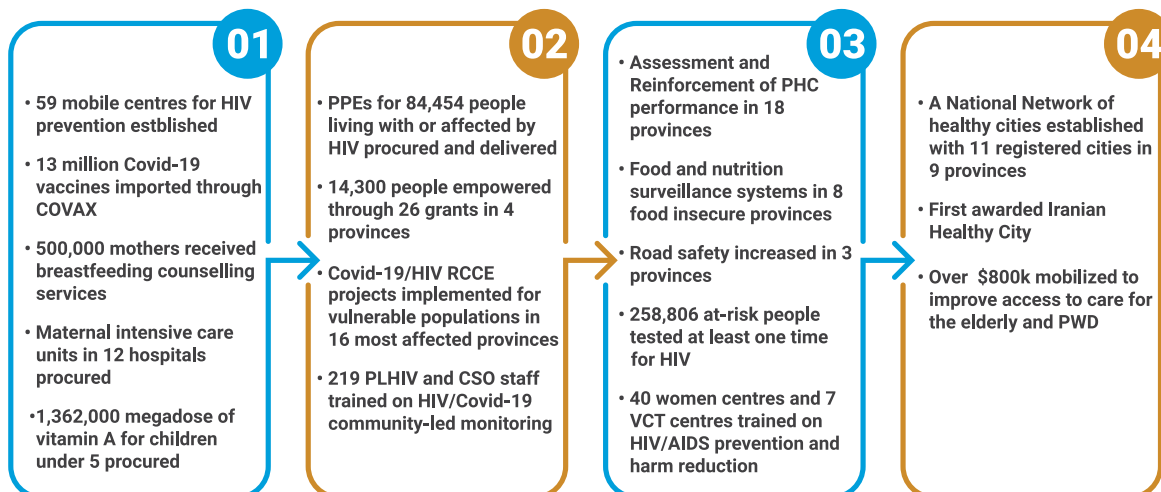 01
• 59 mobile centres for HIV
prevention estblished
• 13 million Covid-19
vaccines imported through
COVAX
• 500,000 mothers received
breastfeeding counselling
services
• Maternal intensive care
units in 12 hospitals
procured
•1,362,000 megadose of
vitamin A for children
under 5 procured
02
• PPEs for 84,454 people
living with or affected by
HIV procured and delivered
• 14,300 people empowered
through 26 grants in 4
provinces
• Covid-19/HIV RCCE
projects implemented for
vulnerable populations in
16 most affected provinces
• 219 PLHIV and CSO staff
trained on HIV/Covid-19
community-led monitoring
03
• Assessment and
Reinforcement of PHC
performance in 18
provinces
• Food and nutrition
surveillance systems in 8
food insecure provinces
• Road safety increased in 3
provinces
• 258,806 at-risk people
tested at least one time
for HIV
• 40 women centres and 7
VCT centres trained on
HIV/AIDS prevention and
harm reduction
04
• A National Network of
healthy cities established
with 11 registered cities in
9 provinces
• First awarded Iranian
Healthy City
• Over $800k mobilized to
improve access to care for
the elderly and PWD